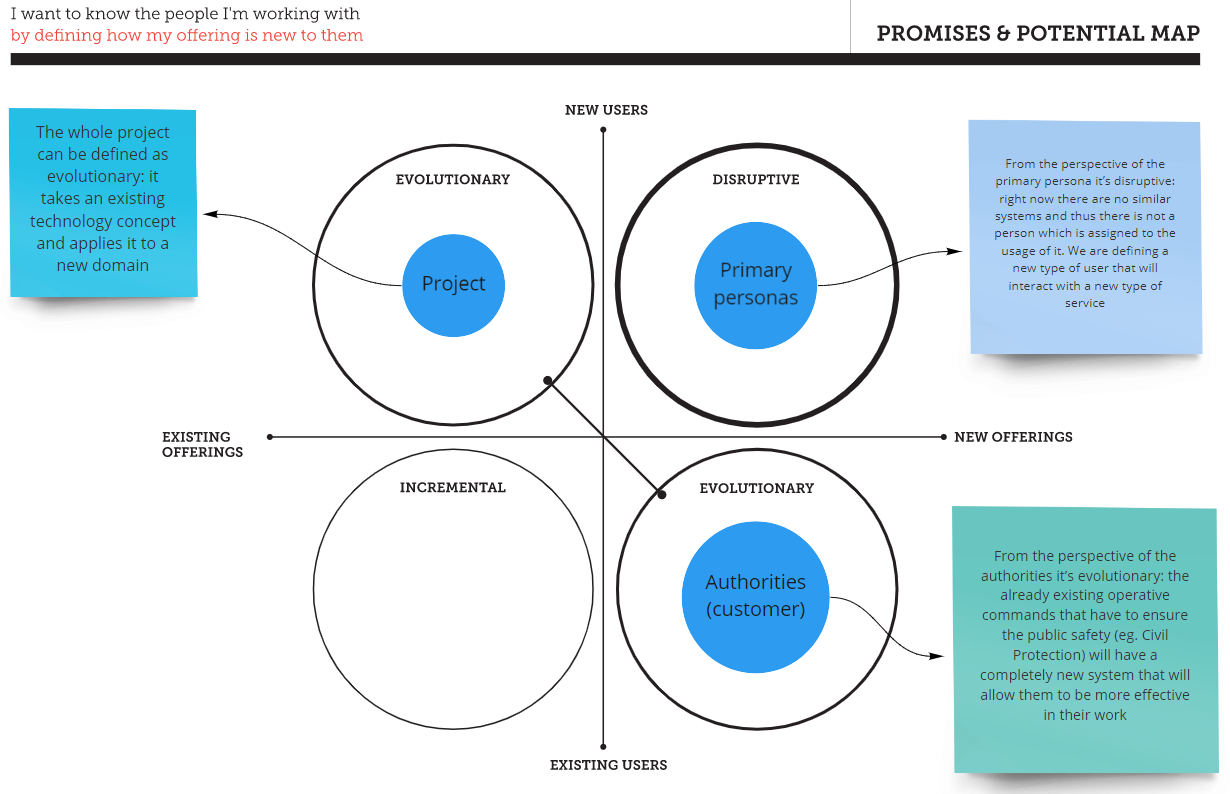 I want to know the people I'm working with
by defining how my offering is new to them
PROMISES & POTENTIAL MAP
The whole project
can be defined as
evolutionary: it
takes an existing
technology concept
and applies it to a
new domain
NEW USERS
EVOLUTIONARY
Project
DISRUPTIVE
Primary
personas
From the perspective of the
primary persona it's disruptive:
right now there are no similar
systems and thus there is not a
person which is assigned to the
usage of it. We are defining a
new type of user that will
interact with a new type of
service
EXISTING
OFFERINGS
NEW OFFERINGS
INCREMENTAL
EVOLUTIONARY
Authorities
(customer)
From the perspective of the
authorities it's evolutionary: the
already existing operative
commands that have to ensure
the public safety (eg. Civil
Protection) will have a
completely new system that will
allow them to be more effective
in their work
EXISTING USERS